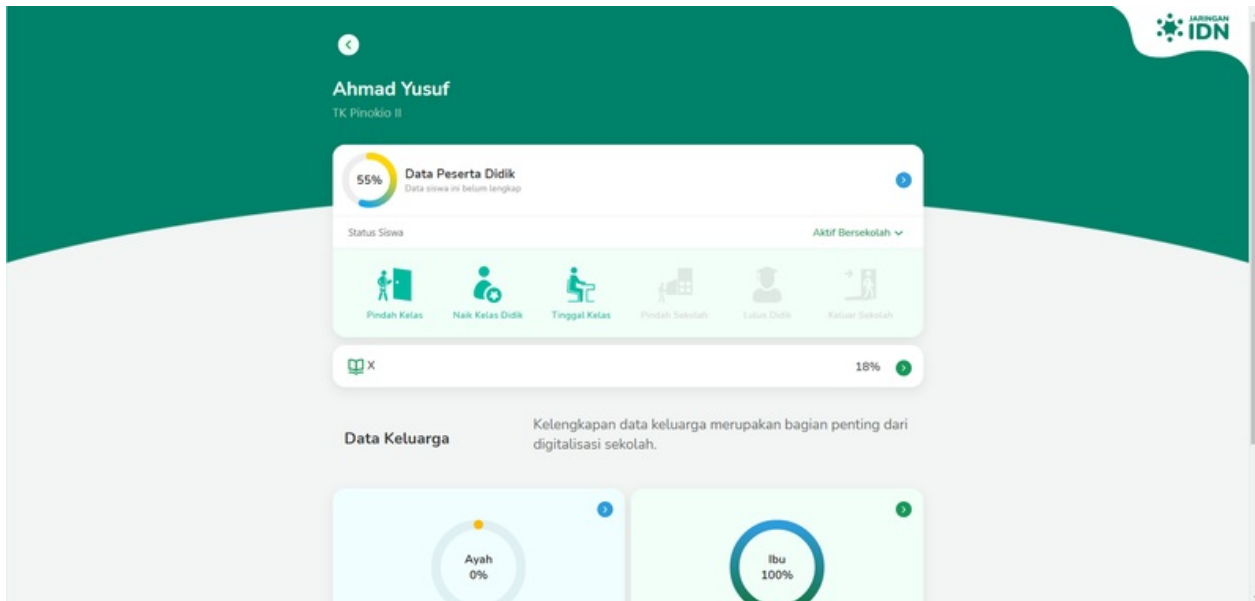 JARINGAN
IDN
Ahmad Yusuf
TK Pinokio II
55%
Data Peserta Didik
Data siswa ini belum lengkap
Status Siswa
Aktif Bersekolah
Pindah Kelas
Naik Kelas Didik
Tinggal Kelas
Pindah Sekolah
Lulus Didik
Keluar Sekolah
X
18%
Data Keluarga
Kelengkapan data keluarga merupakan bagian penting dari
digitalisasi sekolah.
Ayah
0%
Ibu
100%